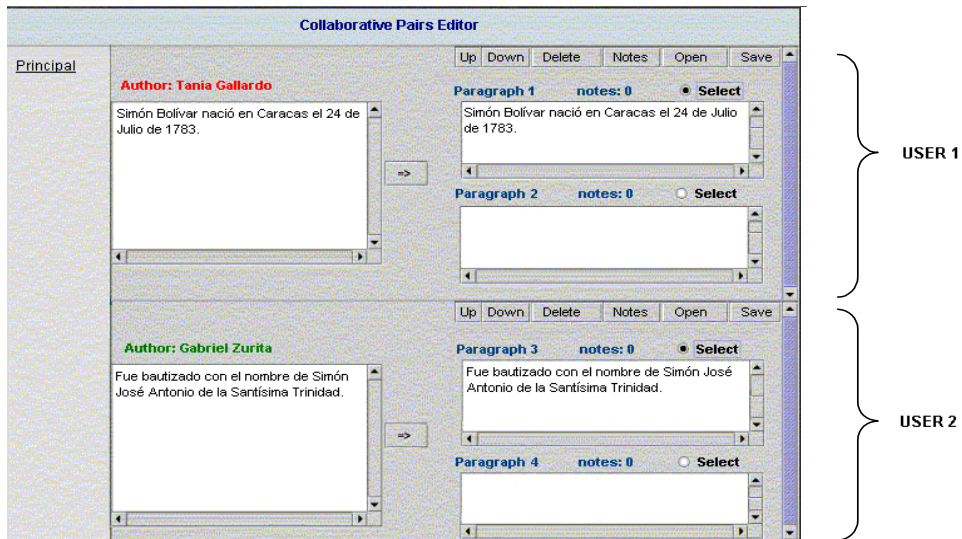 Collaborative Pairs Editor
Principal
Up Down Delete Notes Open Save
Author: Tania Gallardo
Simón Bolívar nació en Caracas el 24 de
Julio de 1783.
=>
Paragraph 1 notes: 0 Select
Simón Bolívar nació en Caracas el 24 de Julio
de 1783.
Paragraph 2 notes: 0 Select
USER 1
Up Down Delete Notes Open Save
Author: Gabriel Zurita
Fue bautizado con el nombre de Simón
José Antonio de la Santísima Trinidad.
=>
Paragraph 3 notes: 0 Select
Fue bautizado con el nombre de Simón José
Antonio de la Santísima Trinidad.
Paragraph 4 notes: 0 Select
USER 2